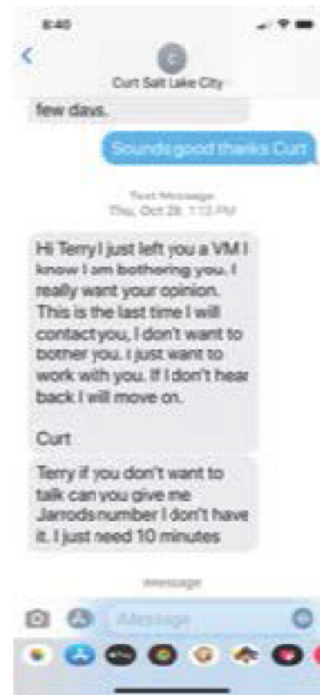 8:40
C
Curt Salt Lake City
few days.
Sounds good thanks Curt
Text Message
Thu, Oct 28, 1:13 PM
Hi Terry I just left you a VM I
know I am bothering you. I
really want your opinion.
This is the last time I will
contact you, I don't want to
bother you. I just want to
work with you. If I don't hear
back I will move on.
Curt
Terry if you don't want to
talk can you give me
Jarrods number I don't have
it. I just need 10 minutes
iMessage
iMessage